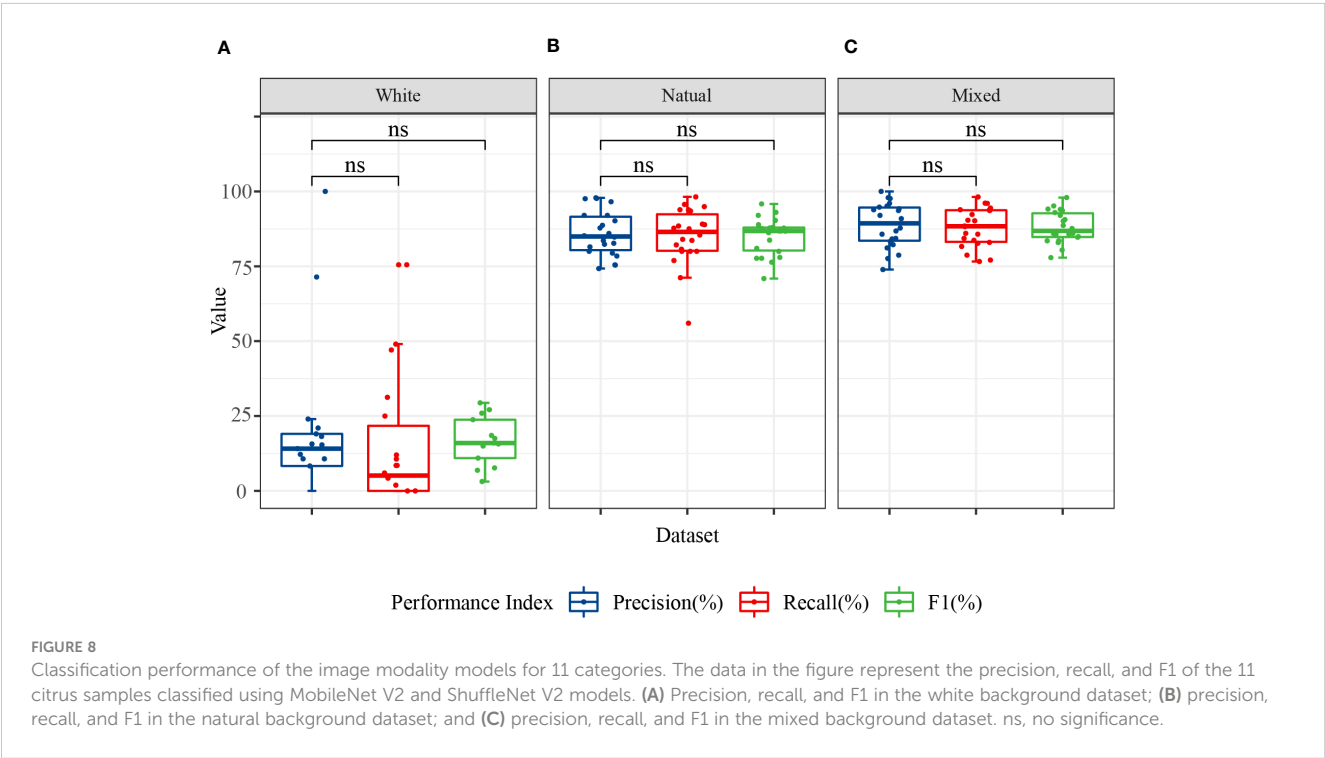 A B C
White Natual Mixed
ns ns ns
ns ns ns
100
75
50
25
0
Value
Dataset
Performance Index Precision(%) Recall(%) F1(%)
FIGURE 8
Classification performance of the image modality models for 11 categories. The data in the figure represent the precision, recall, and F1 of the 11
citrus samples classified using MobileNet V2 and ShuffleNet V2 models. (A) Precision, recall, and F1 in the white background dataset; (B) precision,
recall, and F1 in the natural background dataset; and (C) precision, recall, and F1 in the mixed background dataset. ns, no significance.